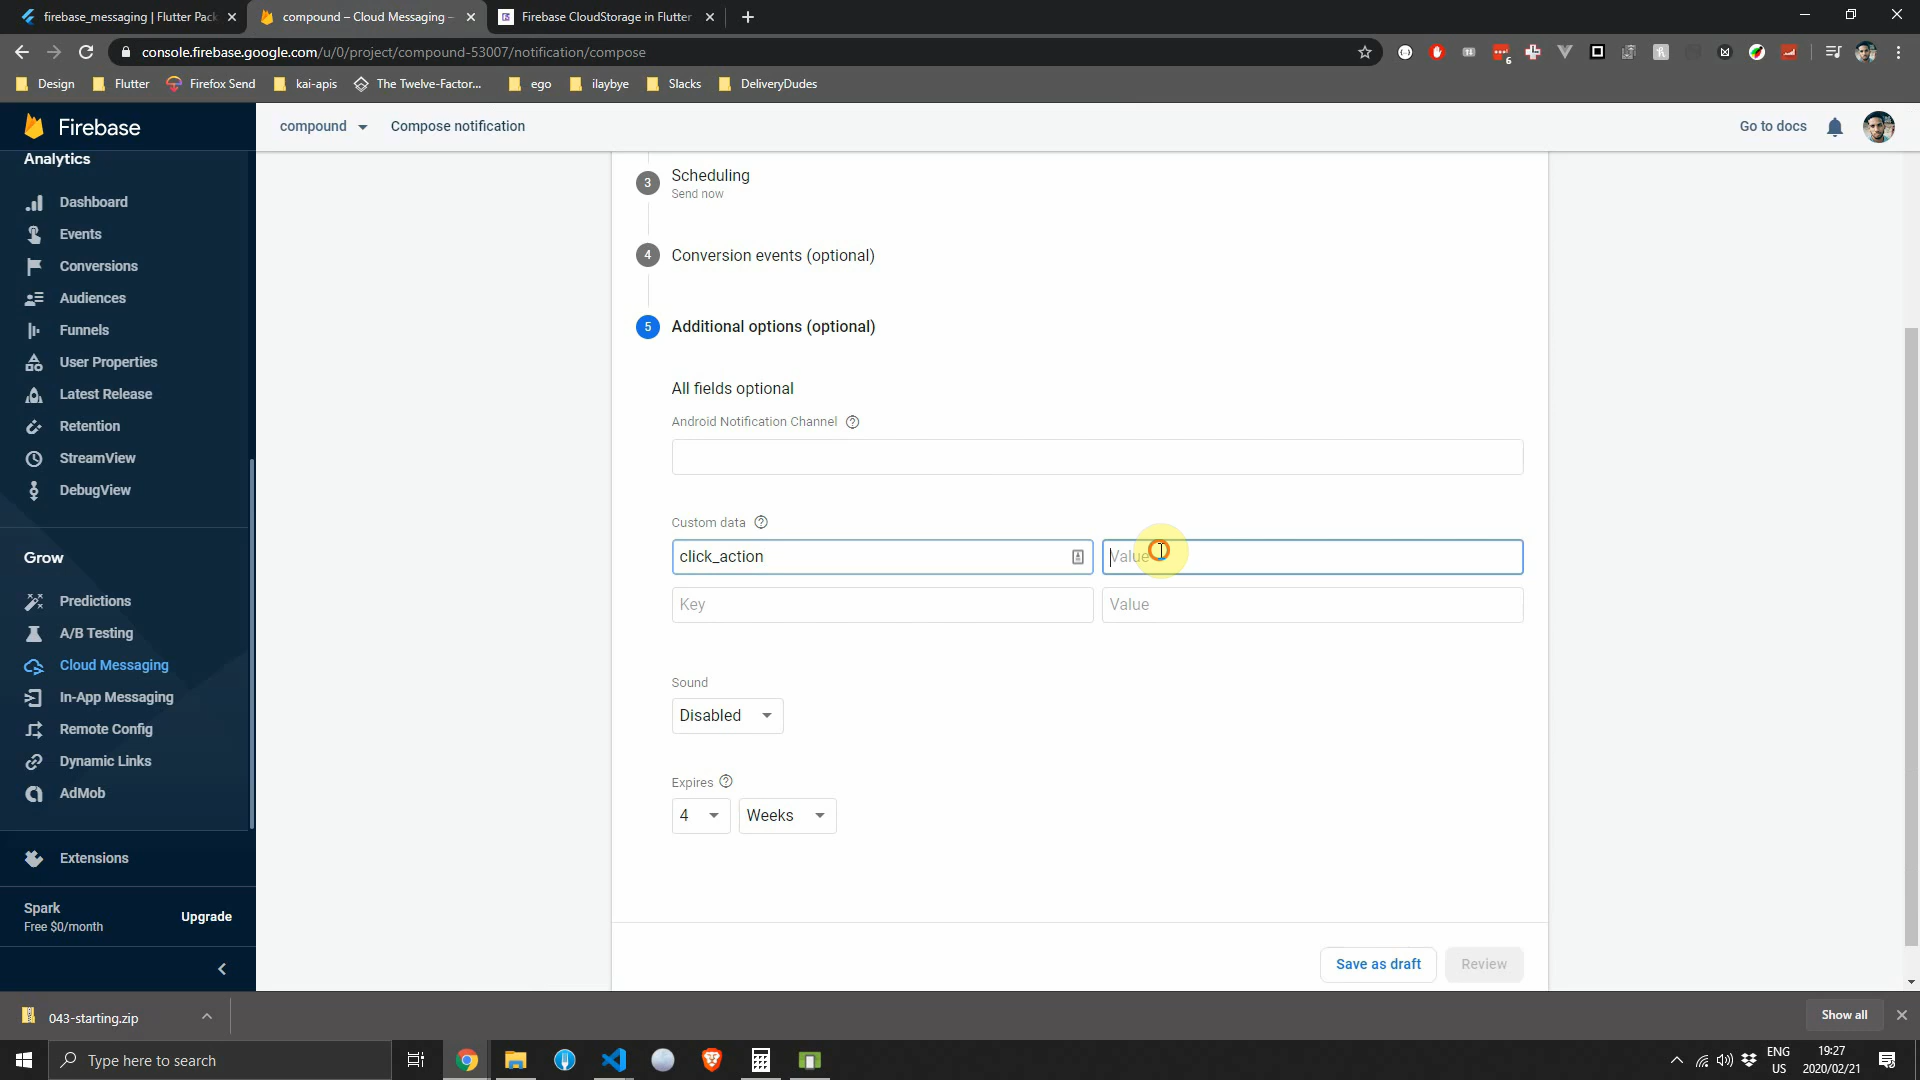 firebase_messaging | Flutter Pack
compound – Cloud Messaging –
Firebase CloudStorage in Flutter
console.firebase.google.com/u/0/project/compound-53007/notification/compose
6
Design
Flutter
Firefox Send
kai-apis
The Twelve-Factor...
ego
ilaybye
Slacks
DeliveryDudes
Firebase
compound
Compose notification
Go to docs
Analytics
Dashboard
Events
Conversions
Audiences
Funnels
User Properties
Latest Release
Retention
StreamView
DebugView
Grow
Predictions
A/B Testing
Cloud Messaging
In-App Messaging
Remote Config
Dynamic Links
AdMob
Extensions
Spark
Free $0/month
Upgrade
3
Scheduling
Send now
4
Conversion events (optional)
5
Additional options (optional)
All fields optional
Android Notification Channel
Custom data
click_action
Value
Key
Value
Sound
Disabled
Expires
4
Weeks
Save as draft
Review
043-starting.zip
Show all
Type here to search
ENG
US
19:27
2020/02/21